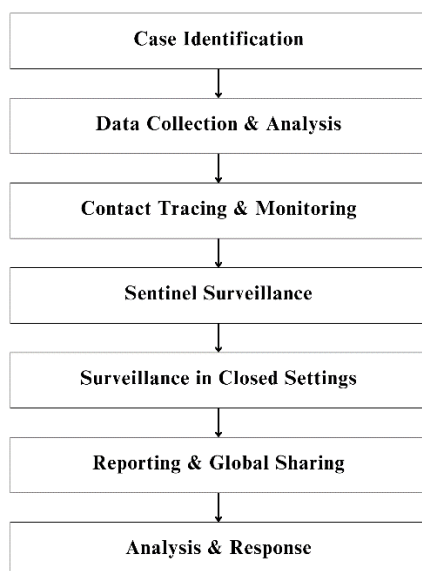 Case Identification
Data Collection & Analysis
Contact Tracing & Monitoring
Sentinel Surveillance
Surveillance in Closed Settings
Reporting & Global Sharing
Analysis & Response